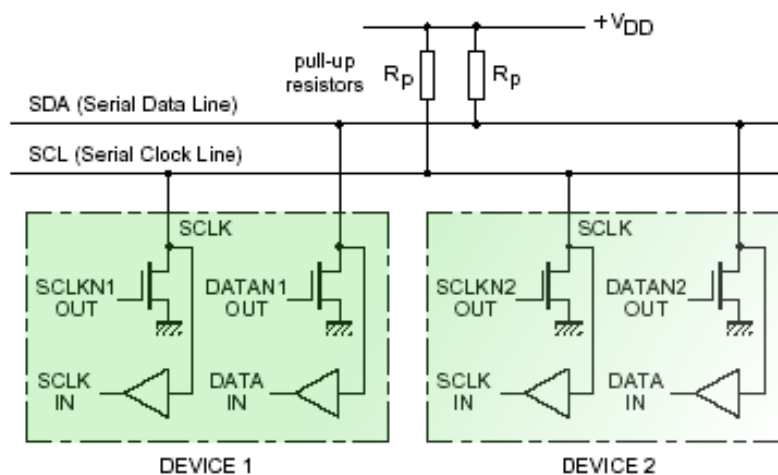 +VDD
pull-up
resistors
Rp
Rp
SDA (Serial Data Line)
SCL (Serial Clock Line)
SCLK
SCLK
SCLKN1
OUT
DATAN1
OUT
SCLKN2
OUT
DATAN2
OUT
SCLK
IN
DATA
IN
SCLK
IN
DATA
IN
DEVICE 1
DEVICE 2